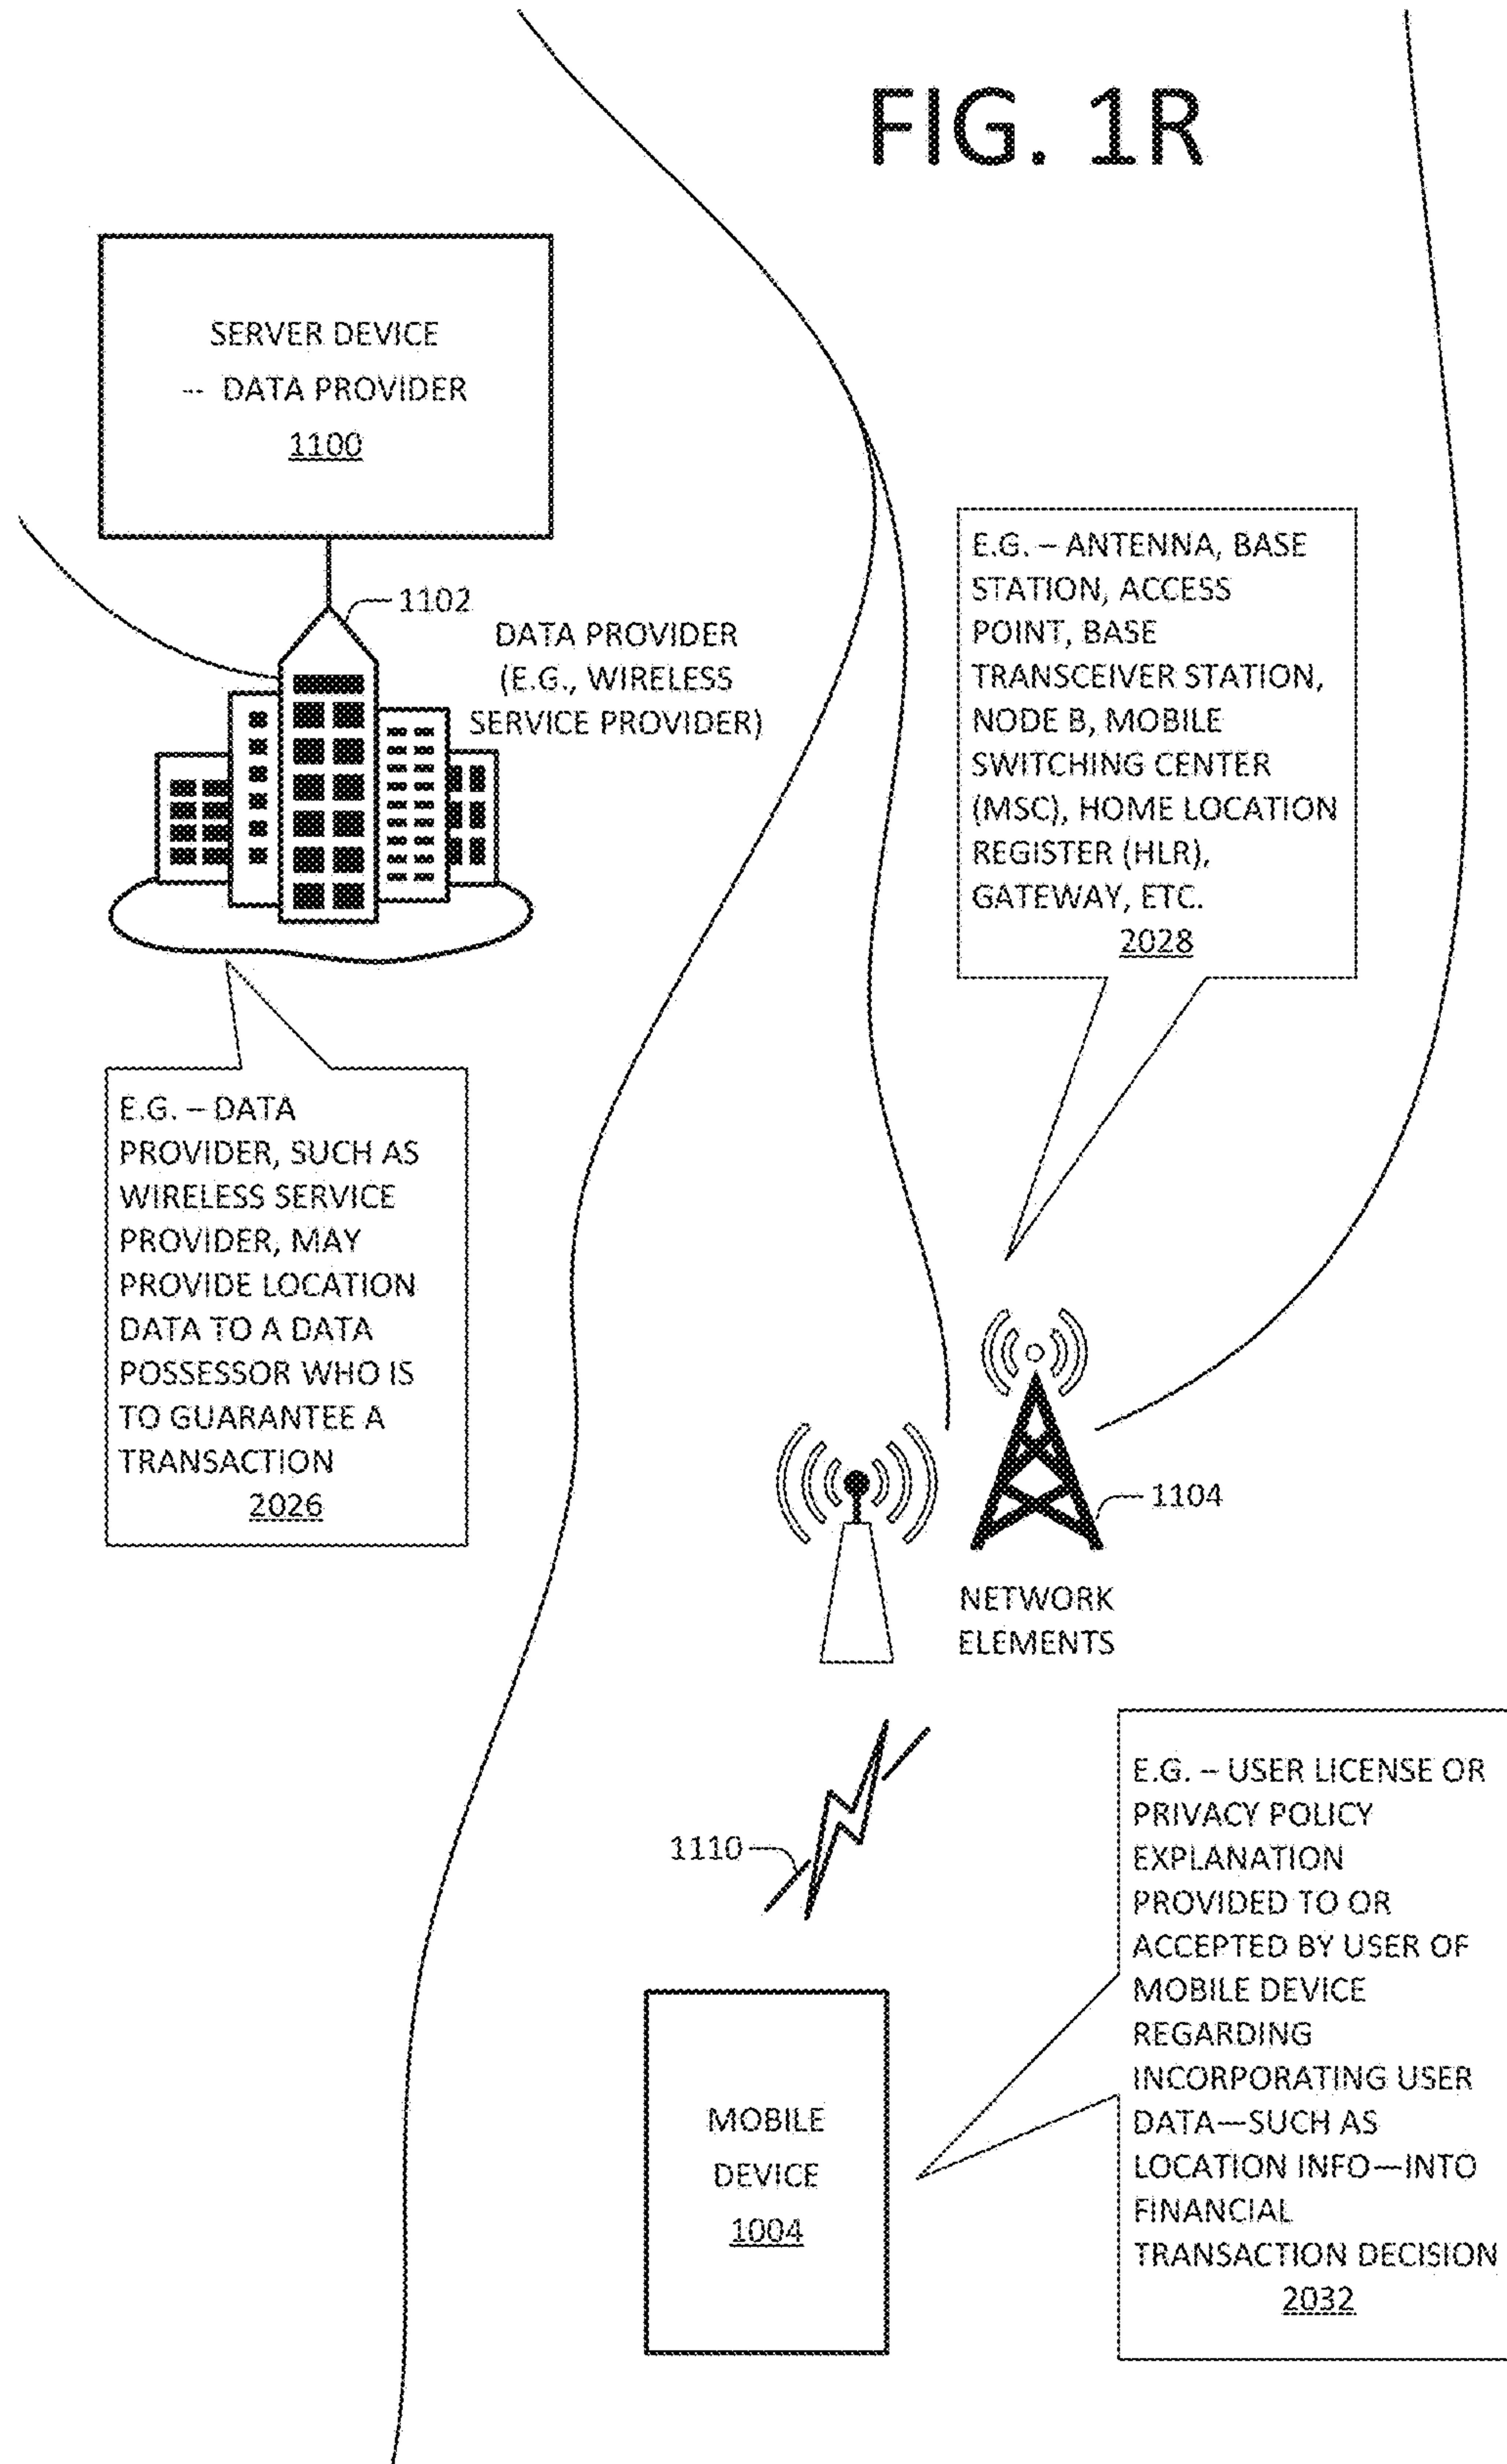 FIG. 1R
SERVER DEVICE
-- DATA PROVIDER
1100
1102
DATA PROVIDER
(E.G., WIRELESS
SERVICE PROVIDER)
E.G. – ANTENNA, BASE
STATION, ACCESS
POINT, BASE
TRANSCEIVER STATION,
NODE B, MOBILE
SWITCHING CENTER
(MSC), HOME LOCATION
REGISTER (HLR),
GATEWAY, ETC.
2028
E.G. – DATA
PROVIDER, SUCH AS
WIRELESS SERVICE
PROVIDER, MAY
PROVIDE LOCATION
DATA TO A DATA
POSSESSOR WHO IS
TO GUARANTEE A
TRANSACTION
2026
1104
NETWORK
ELEMENTS
1110
MOBILE
DEVICE
1004
E.G. – USER LICENSE OR
PRIVACY POLICY
EXPLANATION
PROVIDED TO OR
ACCEPTED BY USER OF
MOBILE DEVICE
REGARDING
INCORPORATING USER
DATA—SUCH AS
LOCATION INFO—INTO
FINANCIAL
TRANSACTION DECISION
2032